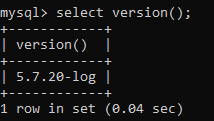 mysql> select version();
+------------+
| version()  |
+------------+
| 5.7.20-log |
+------------+
1 row in set (0.04 sec)